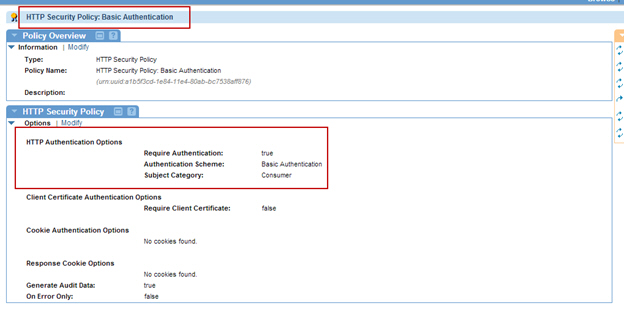 HTTP Security Policy: Basic Authentication
Policy Overview
Information | Modify
Type: HTTP Security Policy
Policy Name: HTTP Security Policy: Basic Authentication
(urn:uuid:a1b5f3cd-1e84-11e4-80ab-bc7538aff876)
Description:
HTTP Security Policy
Options | Modify
HTTP Authentication Options
Require Authentication: true
Authentication Scheme: Basic Authentication
Subject Category: Consumer
Client Certificate Authentication Options
Require Client Certificate: false
Cookie Authentication Options
No cookies found.
Response Cookie Options
No cookies found.
Generate Audit Data: true
On Error Only: false